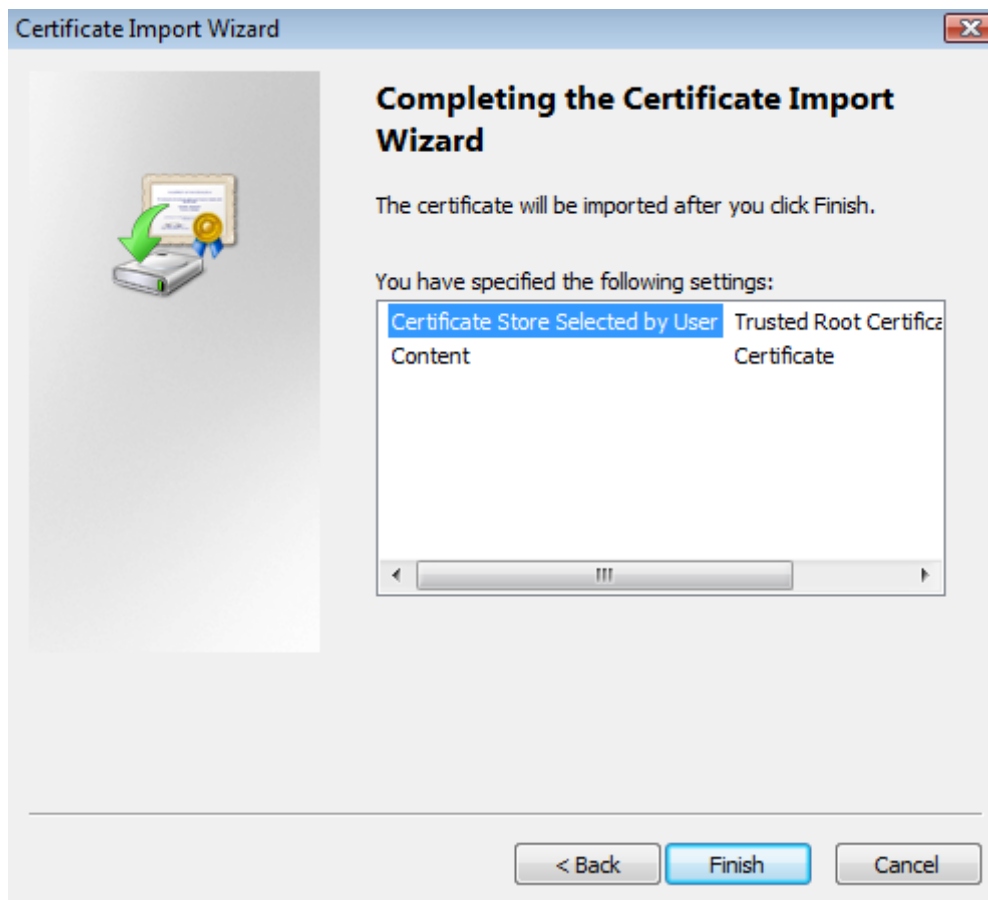 Certificate Import Wizard
Completing the Certificate Import
Wizard
The certificate will be imported after you click Finish.
You have specified the following settings:
Certificate Store Selected by User Trusted Root Certifica
Content Certificate
< Back Finish Cancel